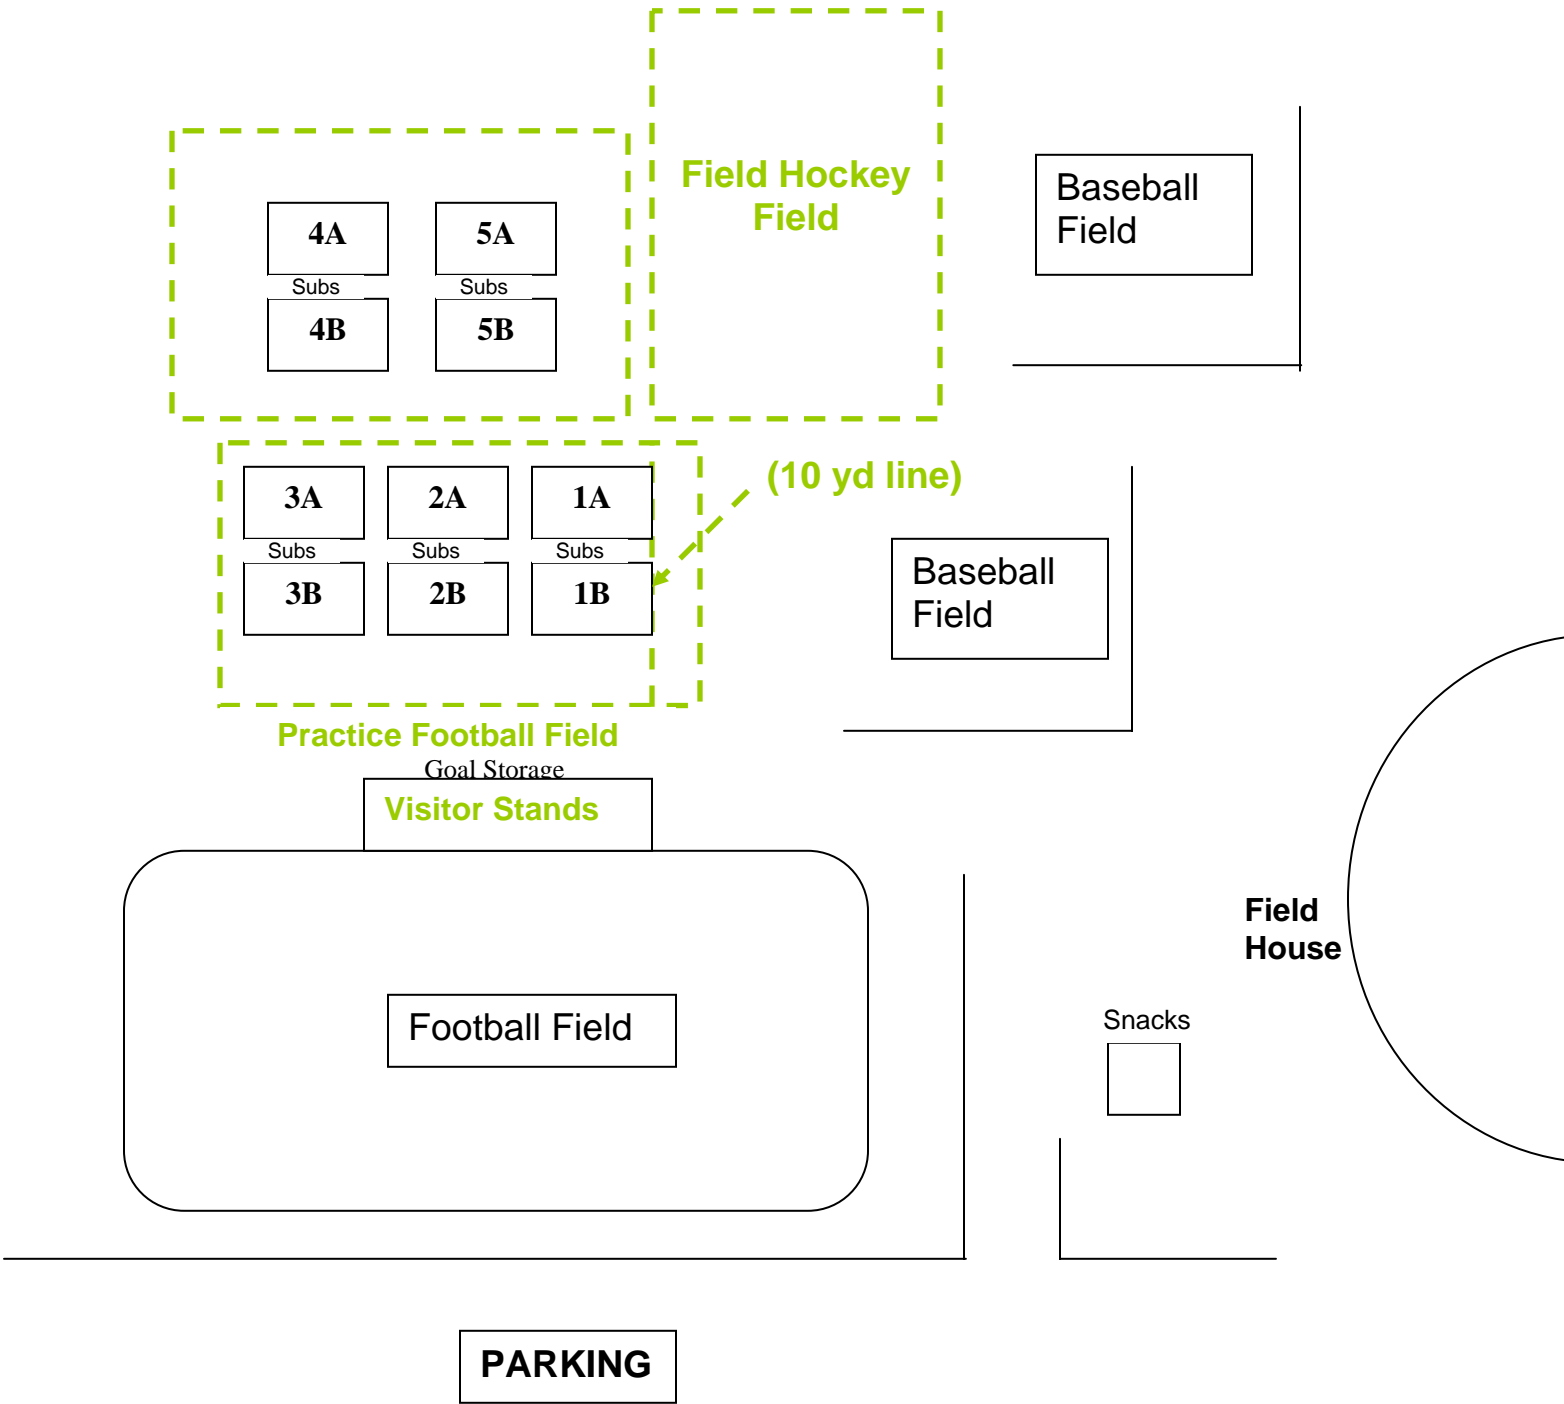 Field Hockey
Field
Baseball
Field
4A 5A
Subs Subs
4B 5B
(10 yd line)
3A 2A 1A
Subs Subs Subs
3B 2B 1B
Baseball
Field
Practice Football Field
Goal Storage
Visitor Stands
Field
House
Football Field
Snacks
PARKING